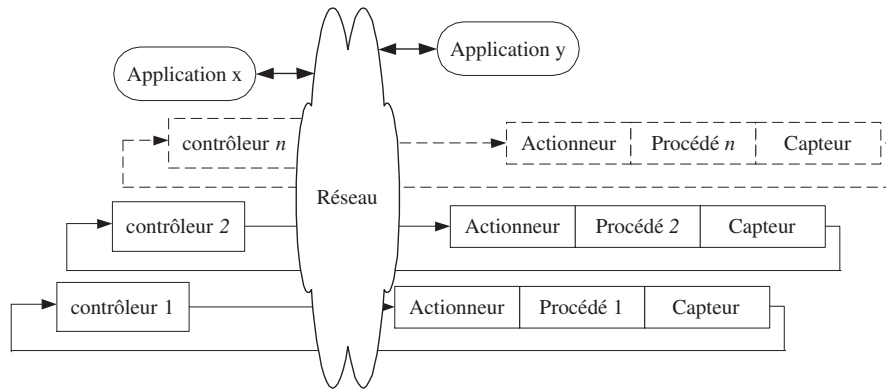 Application y
Application x
contrôleur n
Actionneur Procédé n Capteur
Réseau
contrôleur 2
Actionneur Procédé 2 Capteur
contrôleur 1
Actionneur Procédé 1 Capteur